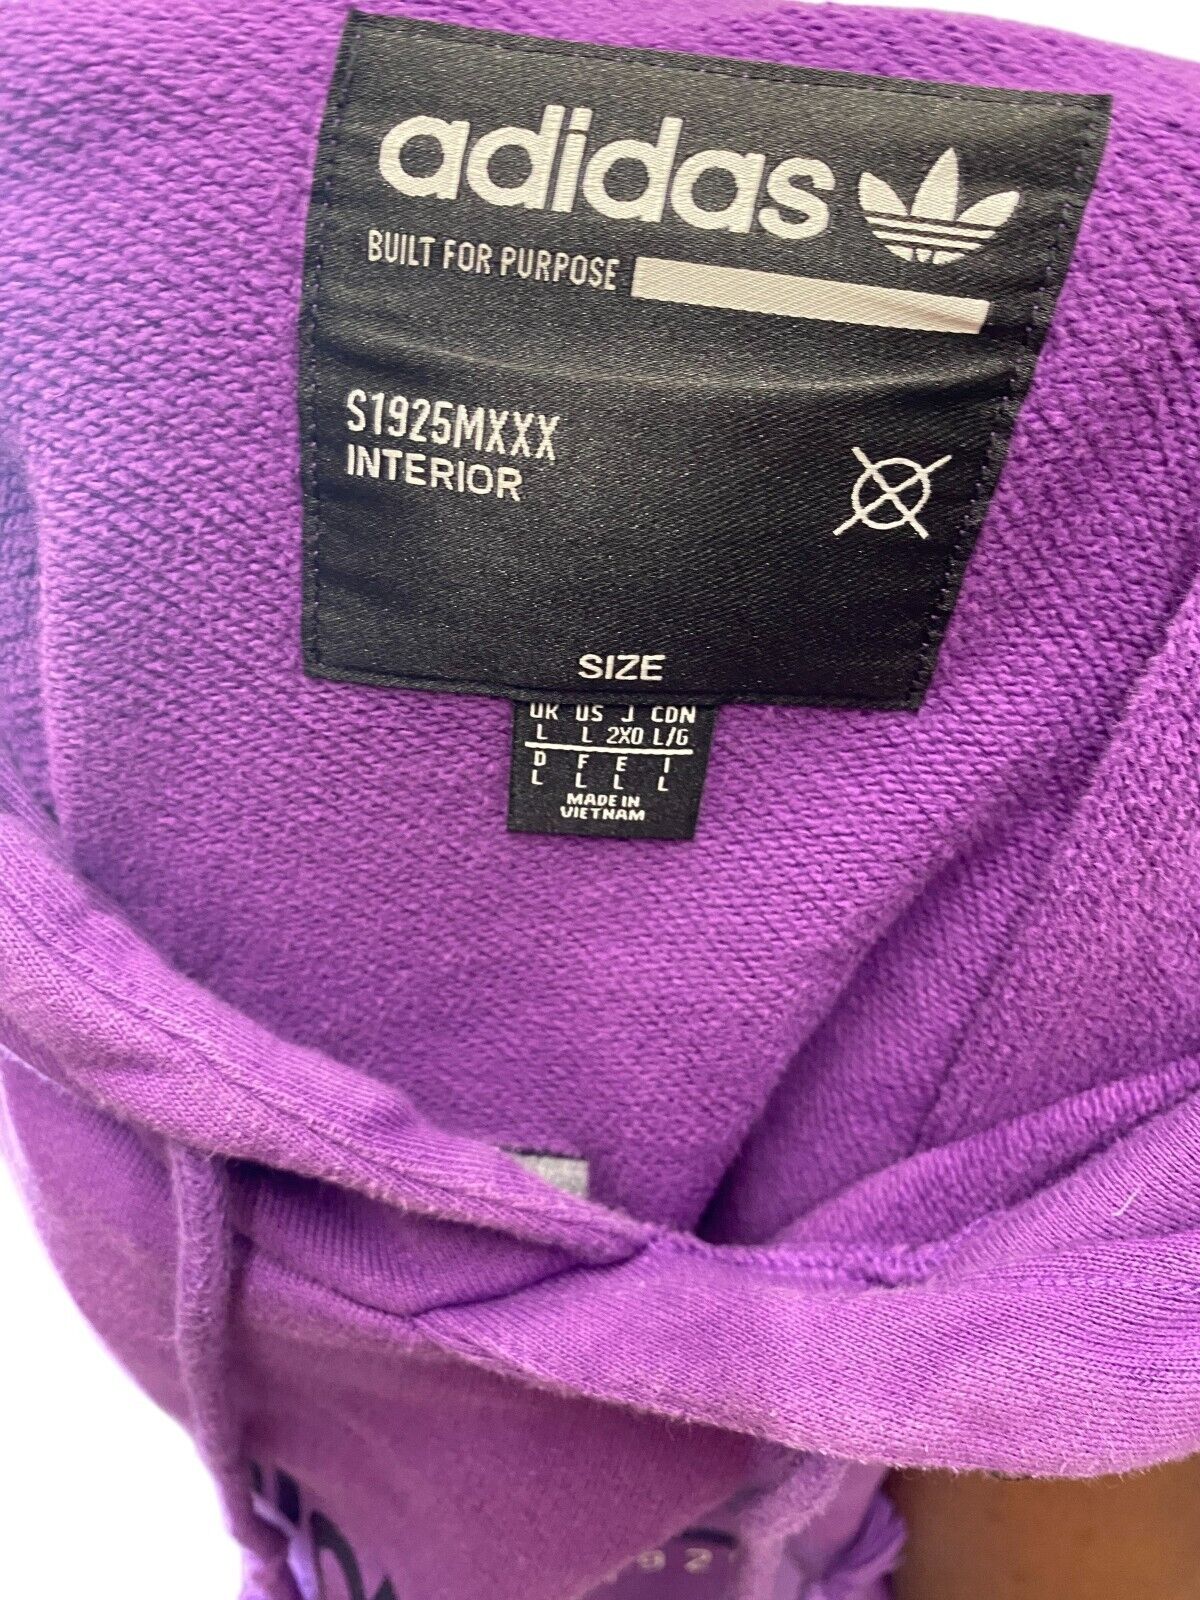 adidas
BUILT FOR PURPOSE
S1925MXXX
INTERIOR
SIZE
UK US J CDN
L L 2XO L/G
D F E I
L L L L
MADE IN
VIETNAM